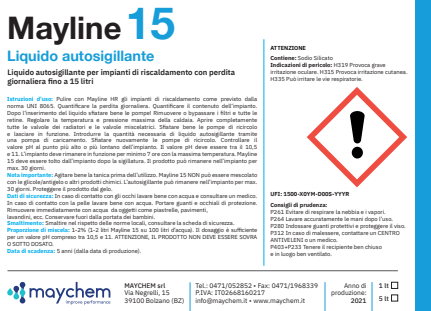 Mayline 15
Liquido autosigillante
Liquido autosigillante per impianti di riscaldamento con perdita
giornaliera fino a 15 litri
Istruzioni d'uso: Pulire con Mayline HR gli impianti di riscaldamento come previsto dalla
norma UNI 8065. Quantificare la perdita giornaliera. Quantificare il contenuto dell'impianto.
Dopo l'inserimento del liquido sfiatare bene le pompe! Rimuovere o bypassare i filtri e tutte le
retine. Regolare la temperatura e pressione massima della caldaia. Aprire completamente
tutte le valvole dei radiatori e le valvole miscelatrici. Sfiatare bene le pompe di ricircolo
e lasciare in funzione. Introdurre la quantità necessaria di liquido autosigillante tramite
una pompa di caricamento. Sfiatare nuovamente le pompe di ricircolo. Controllare il
valore pH al punto più alto o più lontano dell'impianto. Il valore pH deve essere tra il 10,5
e 11. L'impianto deve rimanere in funzione per minimo 7 ore con la massima temperatura. Mayline
15 deve essere tolto dall'impianto dopo la sigillatura. Il prodotto può rimanere nell'impianto per
max. 30 giorni.
Nota importante: Agitare bene la tanica prima dell'utilizzo. Mayline 15 NON può essere mescolato
con glicole/antigelo o altri prodotti chimici. L'autosigillante può rimanere nell'impianto per max.
30 giorni. Proteggere il prodotto dal gelo.
Dati di sicurezza: In caso di contatto con gli occhi lavare bene con acqua e consultare un medico.
In caso di contatto con la pelle lavare bene con acqua. Portare guanti e occhiali di protezione.
Rimuovere immediatamente con acqua da oggetti come piastrelle, pavimenti,
lavandini, ecc. Conservare fuori dalla portata dei bambini.
Smaltimento: Smaltire nel rispetto delle norme locali, consultare la scheda di sicurezza.
Proporzione di miscela: 1-2% (1-2 litri Mayline 15 su 100 litri d'acqua). Il dosaggio è sufficiente
per un valore pH compreso tra 10,5 e 11. ATTENZIONE, IL PRODOTTO NON DEVE ESSERE SOVRA
O SOTTO DOSATO.
Data di scadenza: 5 anni (dalla data di produzione).
ATTENZIONE
Contiene: Sodio Silicato
Indicazioni di pericolo: H319 Provoca grave
irritazione oculare. H315 Provoca irritazione cutanea.
H335 Può irritare le vie respiratorie.
UFI: 1500-X0YM-D00S-YYYR
Consigli di prudenza:
P261 Evitare di respirare la nebbia e i vapori.
P264 Lavare accuratamente le mani dopo l'uso.
P280 Indossare guanti protettivi e proteggere il viso.
P312 In caso di malessere, contattare un CENTRO
ANTIVELENI o un medico.
P403+P233 Tenere il recipiente ben chiuso
e in luogo ben ventilato.
maychem
improve performance
MAYCHEM srl
Via Negrelli, 15
39100 Bolzano (BZ)
Tel.: 0471/052852 • Fax: 0471/1968339
P.IVA: IT02668160217
info@maychem.it • www.maychem.it
Anno di
produzione:
2021
1 lt
5 lt